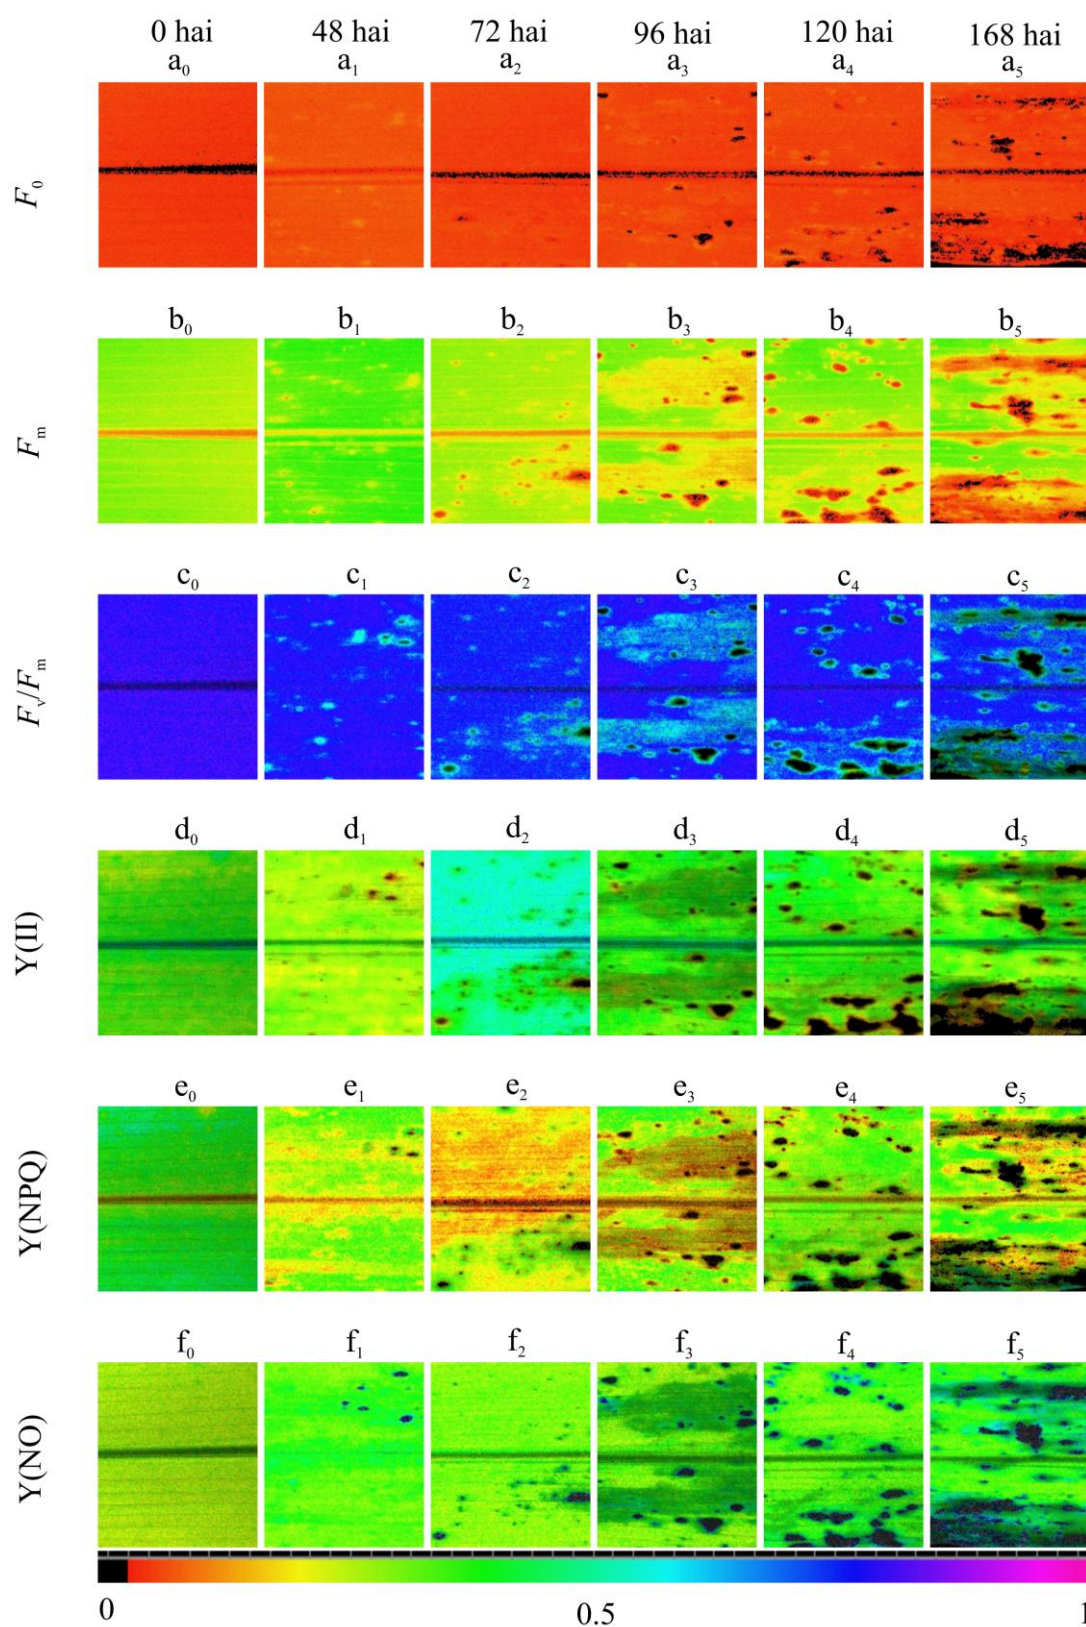 0 hai 48 hai 72 hai 96 hai 120 hai 168 hai
a₀ a₁ a₂ a₃ a₄ a₅
F₀
b₀ b₁ b₂ b₃ b₄ b₅
Fₘ
c₀ c₁ c₂ c₃ c₄ c₅
Fᵥ/Fₘ
d₀ d₁ d₂ d₃ d₄ d₅
Y(II)
e₀ e₁ e₂ e₃ e₄ e₅
Y(NPQ)
f₀ f₁ f₂ f₃ f₄ f₅
Y(NO)
0 0.5 1